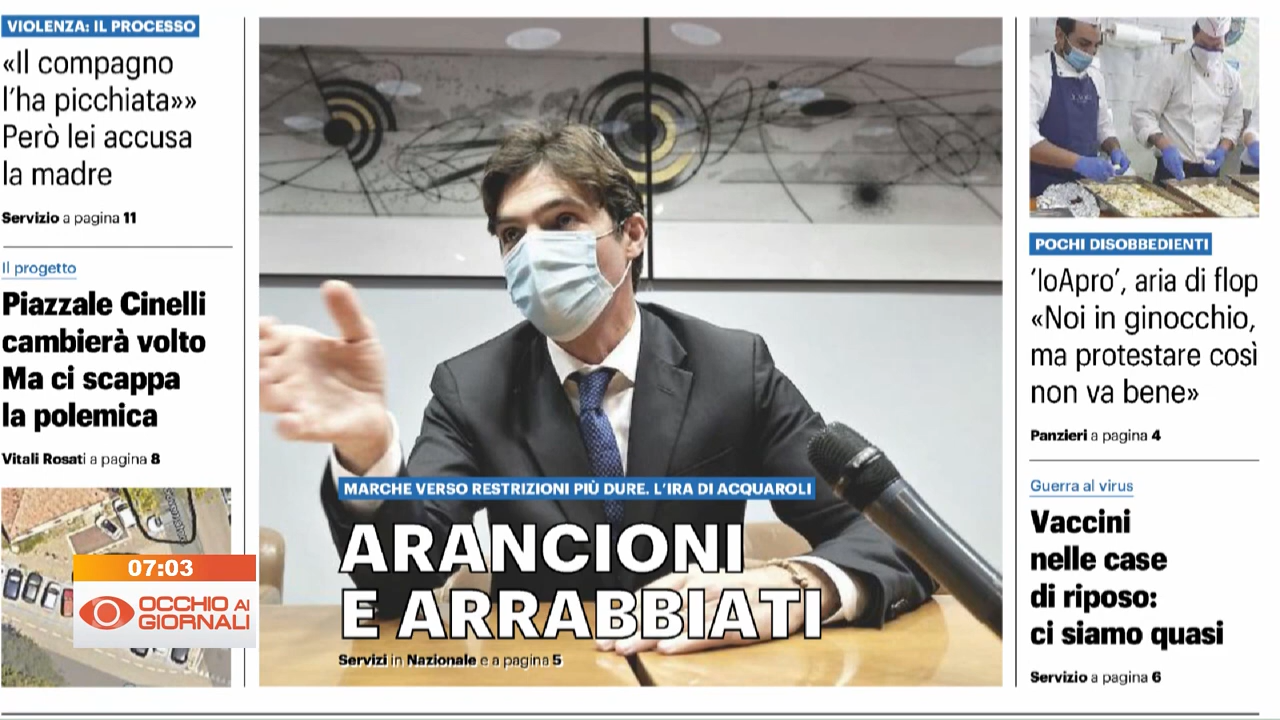 VIOLENZA: IL PROCESSO
«Il compagno
l'ha picchiata»»
Però lei accusa
la madre
Servizio a pagina 11
Il progetto
Piazzale Cinelli
cambierà volto
Ma ci scappa
la polemica
Vitali Rosati a pagina 8
07:03
OCCHIO AI
GIORNALI
MARCHE VERSO RESTRIZIONI PIÙ DURE. L'IRA DI ACQUAROLI
ARANCIONI
E ARRABBIATI
Servizi in Nazionale e a pagina 5
POCHI DISOBBEDIENTI
'IoApro', aria di flop
«Noi in ginocchio,
ma protestare così
non va bene»
Panzieri a pagina 4
Guerra al virus
Vaccini
nelle case
di riposo:
ci siamo quasi
Servizio a pagina 6